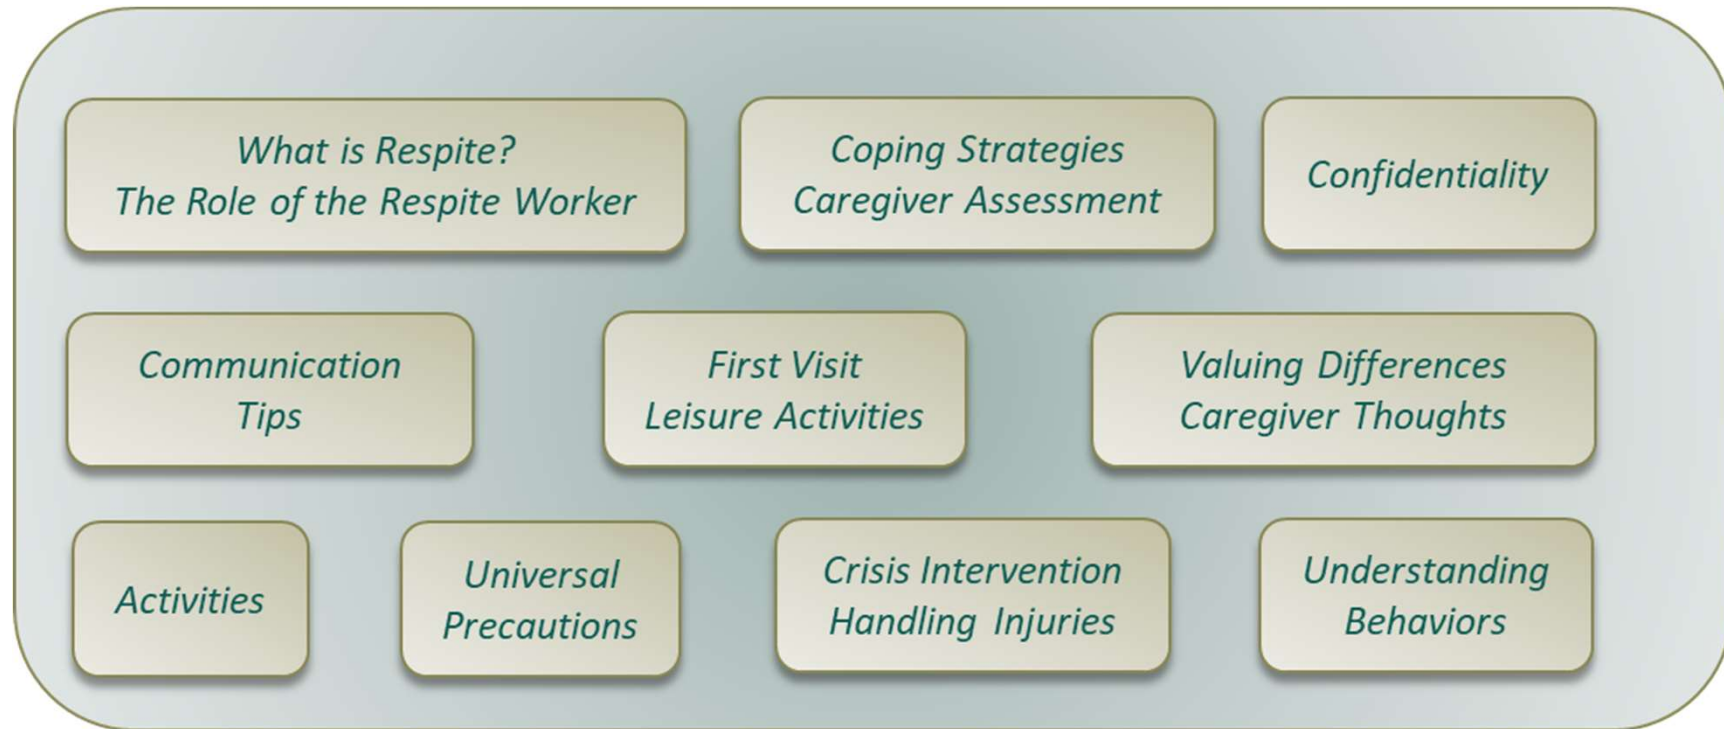 What is Respite?
The Role of the Respite Worker
Coping Strategies
Caregiver Assessment
Confidentiality
Communication
Tips
First Visit
Leisure Activities
Valuing Differences
Caregiver Thoughts
Activities
Universal
Precautions
Crisis Intervention
Handling Injuries
Understanding
Behaviors